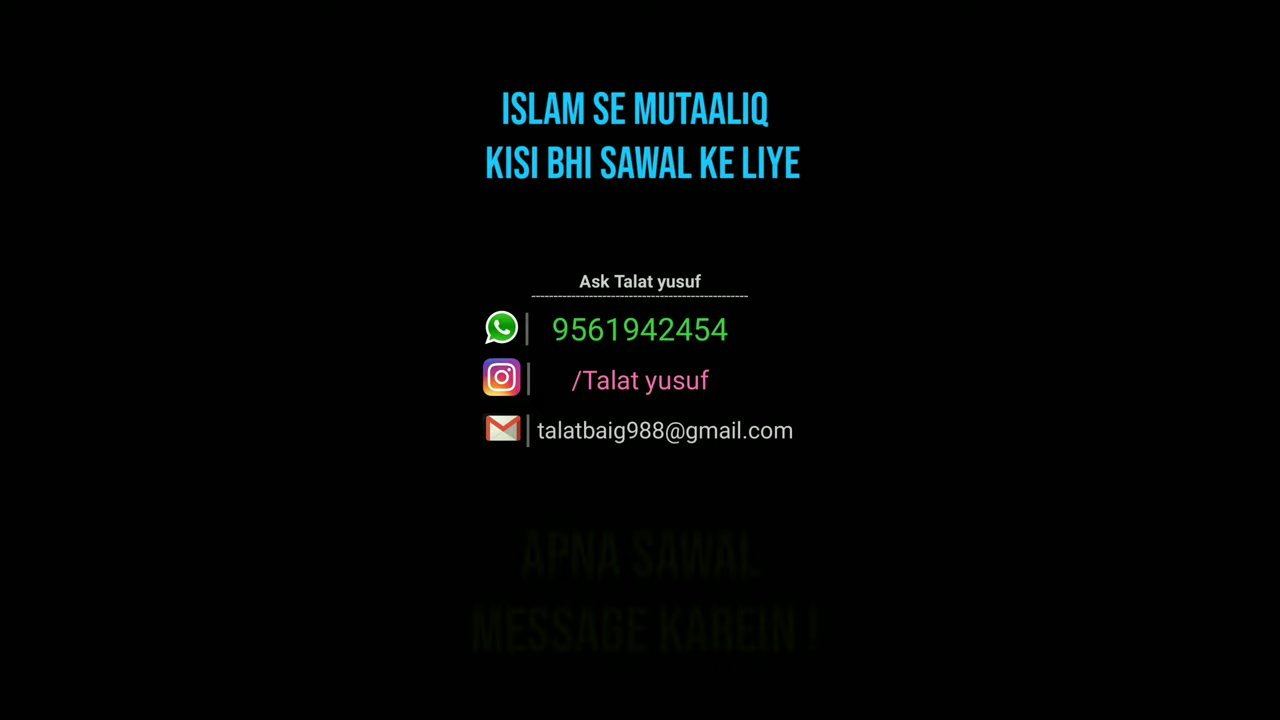 ISLAM SE MUTAALIQ
KISI BHI SAWAL KE LIYE
Ask Talat yusuf
9561942454
/Talat yusuf
talatbaig988@gmail.com
APNA SAWAL
MESSAGE KAREIN !